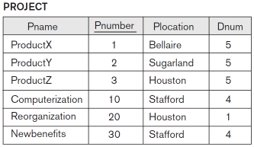 PROJECT
Pname Pnumber Plocation Dnum
ProductX 1 Bellaire 5
ProductY 2 Sugarland 5
ProductZ 3 Houston 5
Computerization 10 Stafford 4
Reorganization 20 Houston 1
Newbenefits 30 Stafford 4